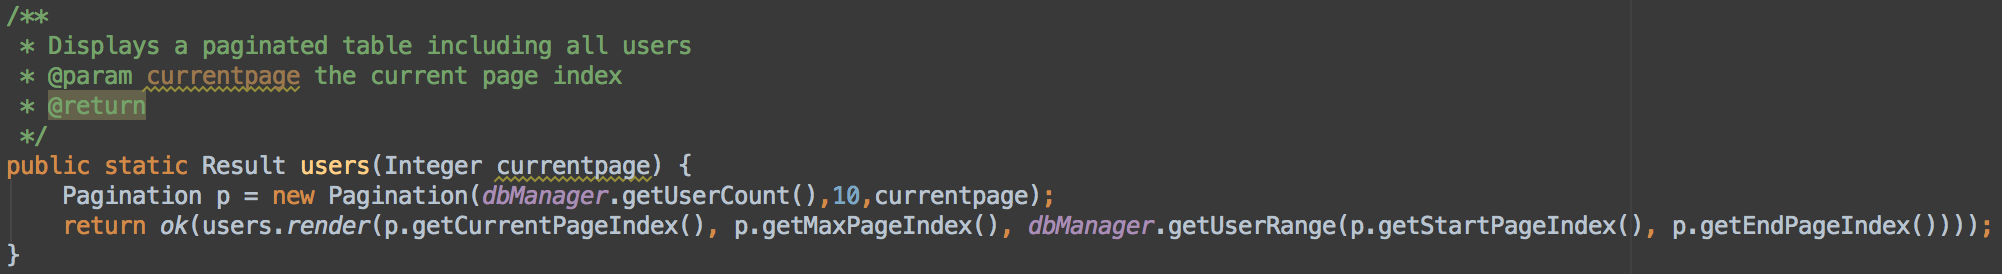 /**
 * Displays a paginated table including all users
 * @param currentpage the current page index
 * @return
 */
public static Result users(Integer currentpage) {
    Pagination p = new Pagination(dbManager.getUserCount(),10,currentpage);
    return ok(users.render(p.getCurrentPageIndex(), p.getMaxPageIndex(), dbManager.getUserRange(p.getStartPageIndex(), p.getEndPageIndex())));
}